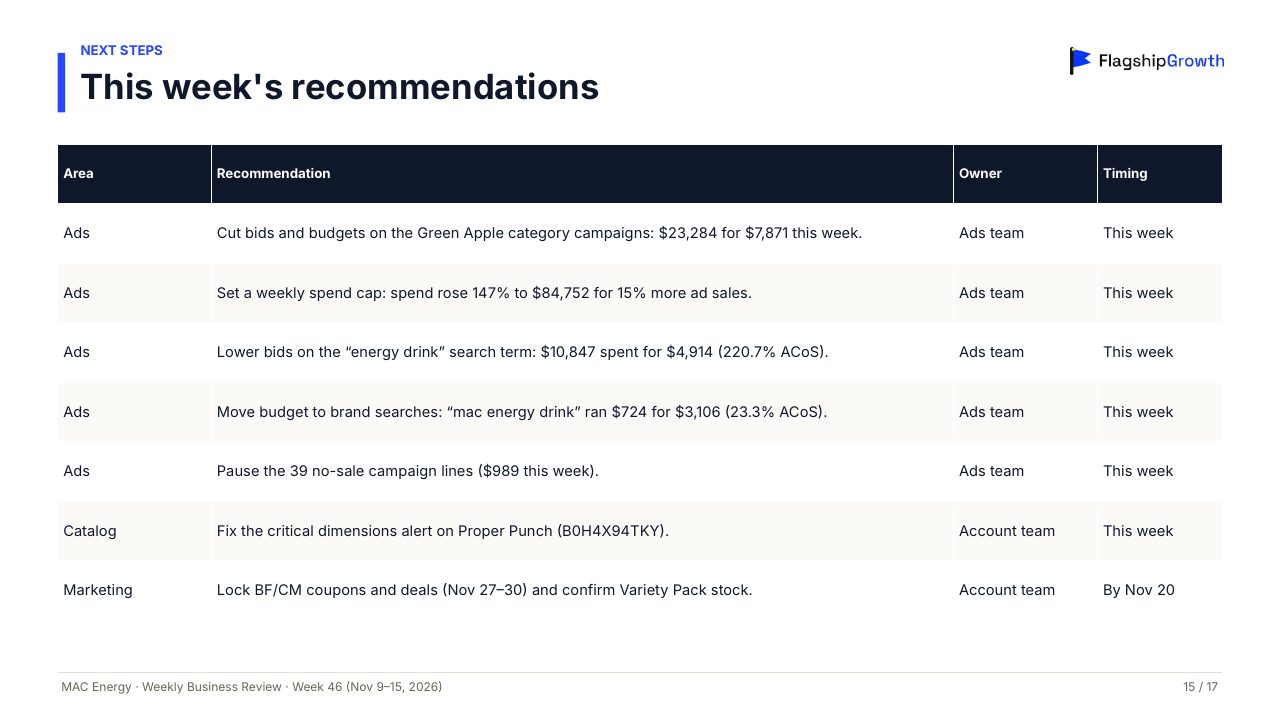 NEXT STEPS
This week's recommendations
FlagshipGrowth
Area Recommendation Owner Timing
Ads Cut bids and budgets on the Green Apple category campaigns: $23,284 for $7,871 this week. Ads team This week
Ads Set a weekly spend cap: spend rose 147% to $84,752 for 15% more ad sales. Ads team This week
Ads Lower bids on the “energy drink” search term: $10,847 spent for $4,914 (220.7% ACoS). Ads team This week
Ads Move budget to brand searches: “mac energy drink” ran $724 for $3,106 (23.3% ACoS). Ads team This week
Ads Pause the 39 no-sale campaign lines ($989 this week). Ads team This week
Catalog Fix the critical dimensions alert on Proper Punch (B0H4X94TKY). Account team This week
Marketing Lock BF/CM coupons and deals (Nov 27–30) and confirm Variety Pack stock. Account team By Nov 20
MAC Energy · Weekly Business Review · Week 46 (Nov 9–15, 2026) 15 / 17